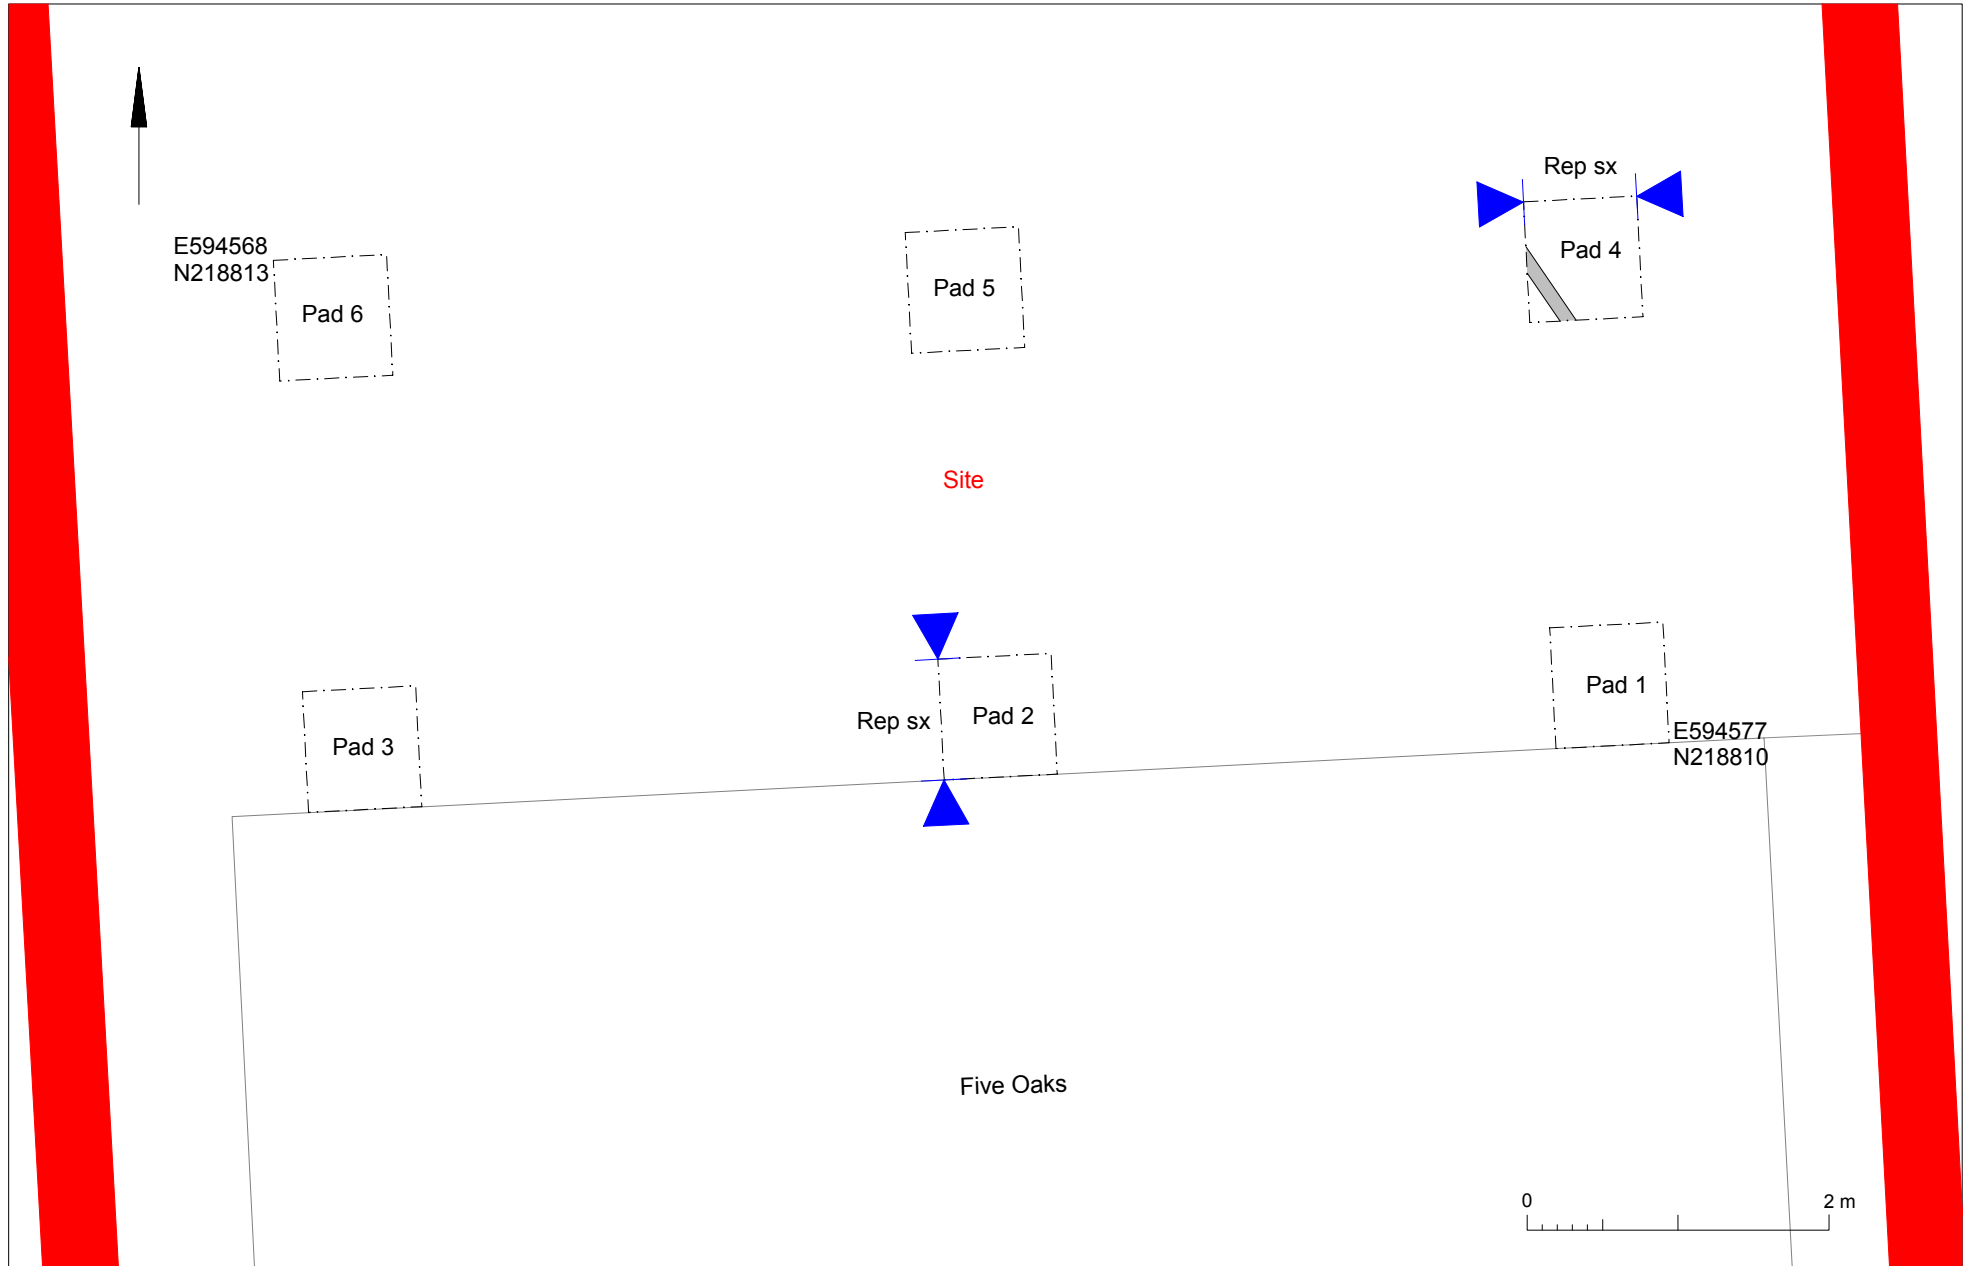 Rep sx
Pad 4
E594568
N218813
Pad 6
Pad 5
Site
Rep sx
Pad 2
Pad 1
Pad 3
E594577
N218810
Five Oaks
0
2 m